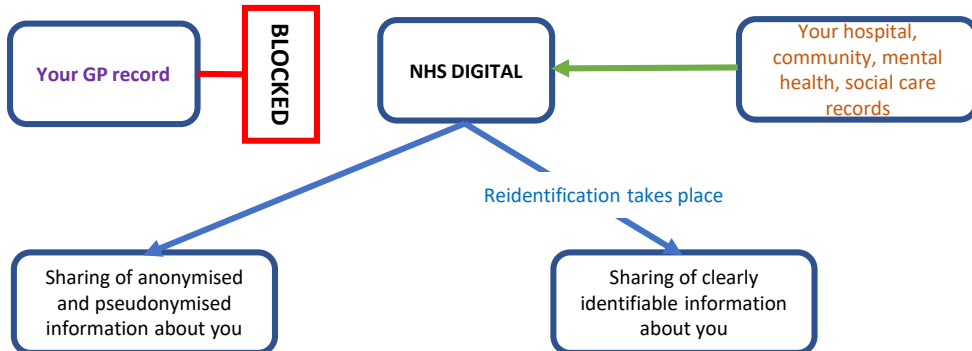 Your GP record
BLOCKED
NHS DIGITAL
Your hospital,
community, mental
health, social care
records
Reidentification takes place
Sharing of anonymised
and pseudonymised
information about you
Sharing of clearly
identifiable information
about you